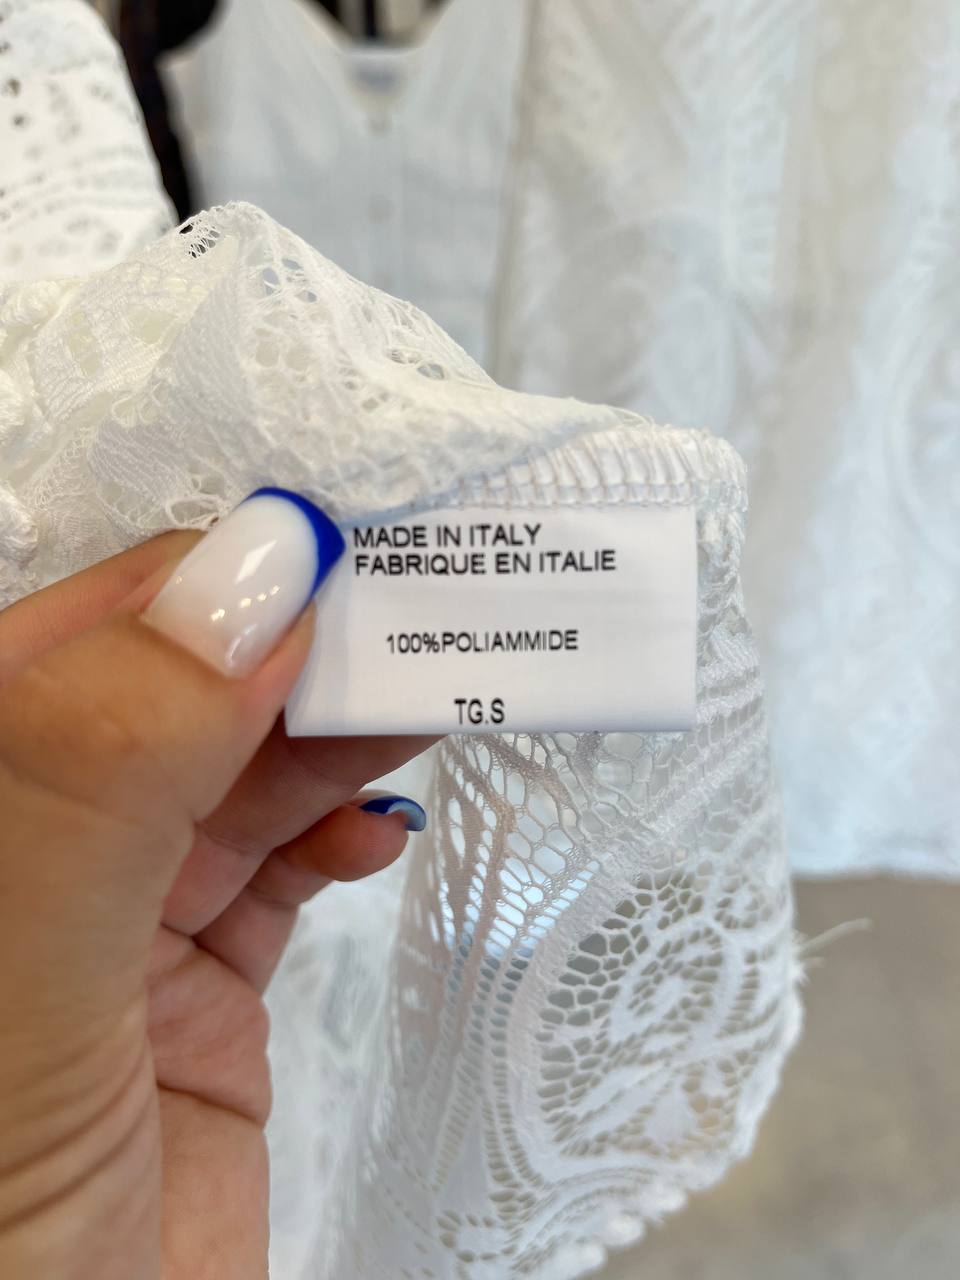 MADE IN ITALY
FABRIQUE EN ITALIE
100%POLIAMMIDE
TG.S